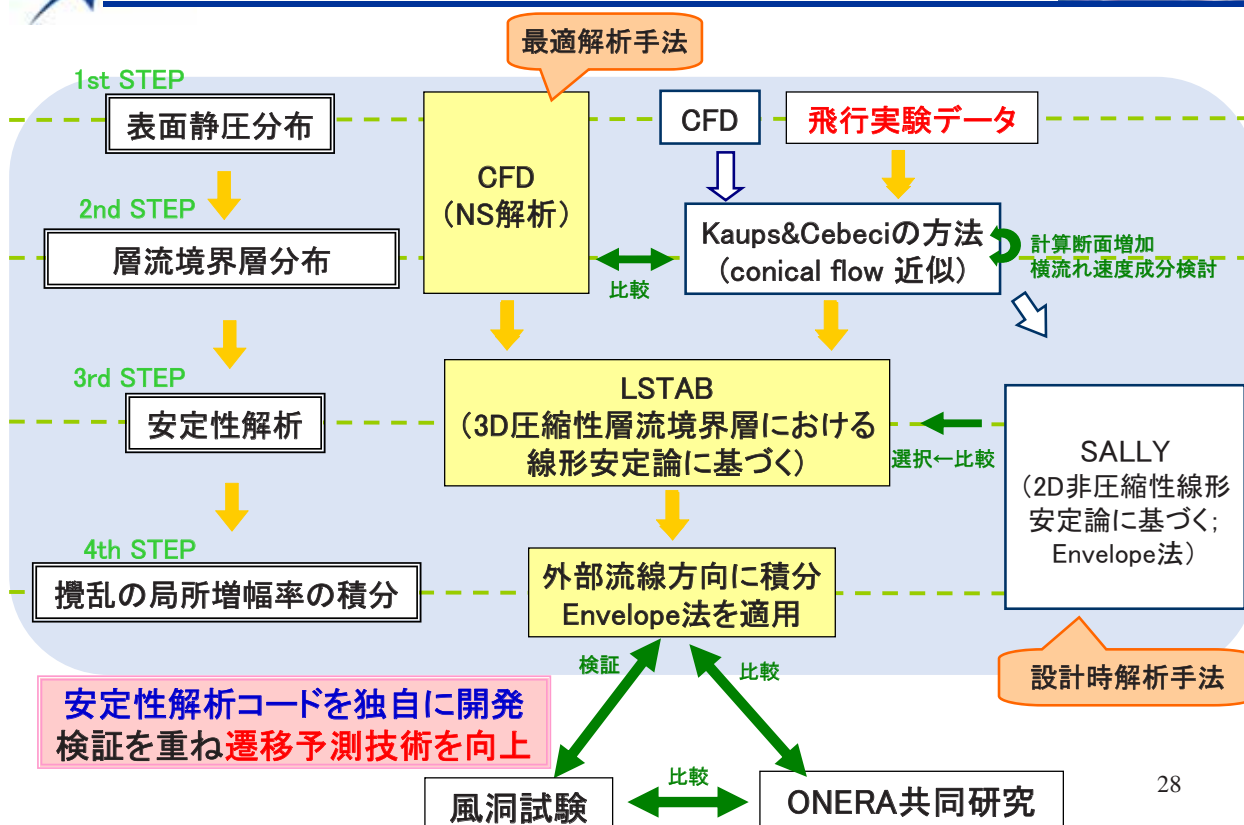 最適解析手法
1st STEP
表面静圧分布
CFD
（NS解析）
CFD
飛行実験データ
2nd STEP
層流境界層分布
比較
Kaups&Cebeciの方法
（conical flow 近似）
計算断面増加
横流れ速度成分検討
3rd STEP
安定性解析
LSTAB
（3D圧縮性層流境界層における
線形安定論に基づく）
選択←比較
SALLY
（2D非圧縮性線形
安定論に基づく;
Envelope法）
4th STEP
攪乱の局所増幅率の積分
外部流線方向に積分
Envelope法を適用
設計時解析手法
検証
比較
安定性解析コードを独自に開発
検証を重ね遷移予測技術を向上
風洞試験
比較
ONERA共同研究
28